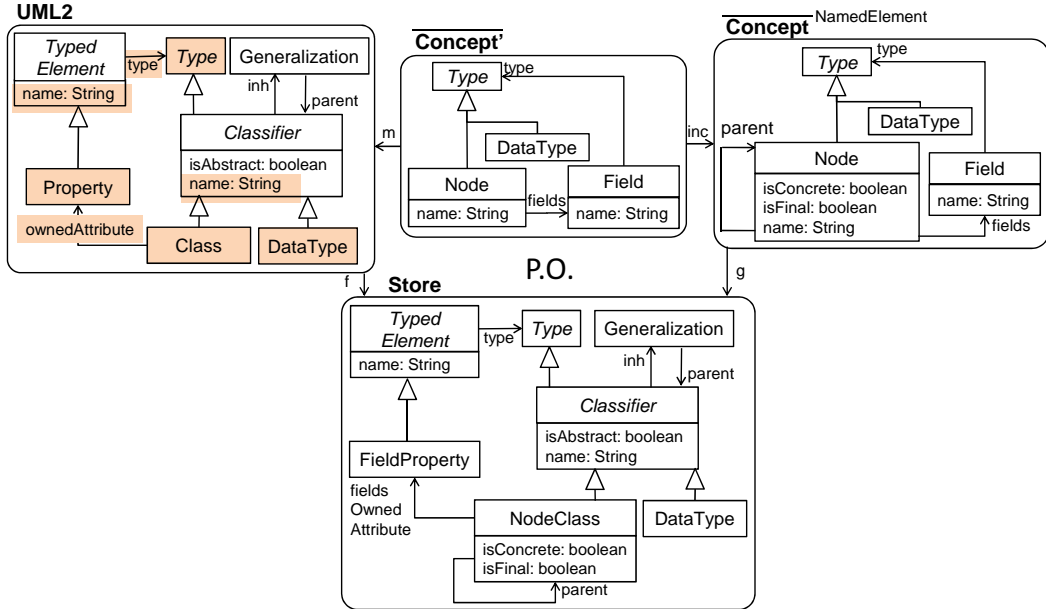 UML2
Typed
Element
name: String
type
Type
Generalization
inh
parent
Classifier
isAbstract: boolean
name: String
Property
ownedAttribute
Class
DataType
m
Concept’
Type
type
DataType
Node
name: String
fields
Field
name: String
inc
Concept NamedElement
Type
type
DataType
parent
Node
isConcrete: boolean
isFinal: boolean
name: String
Field
name: String
fields
f
P.O.
g
Store
Typed
Element
name: String
type
Type
Generalization
inh
parent
Classifier
isAbstract: boolean
name: String
FieldProperty
fields
Owned
Attribute
NodeClass
isConcrete: boolean
isFinal: boolean
parent
DataType